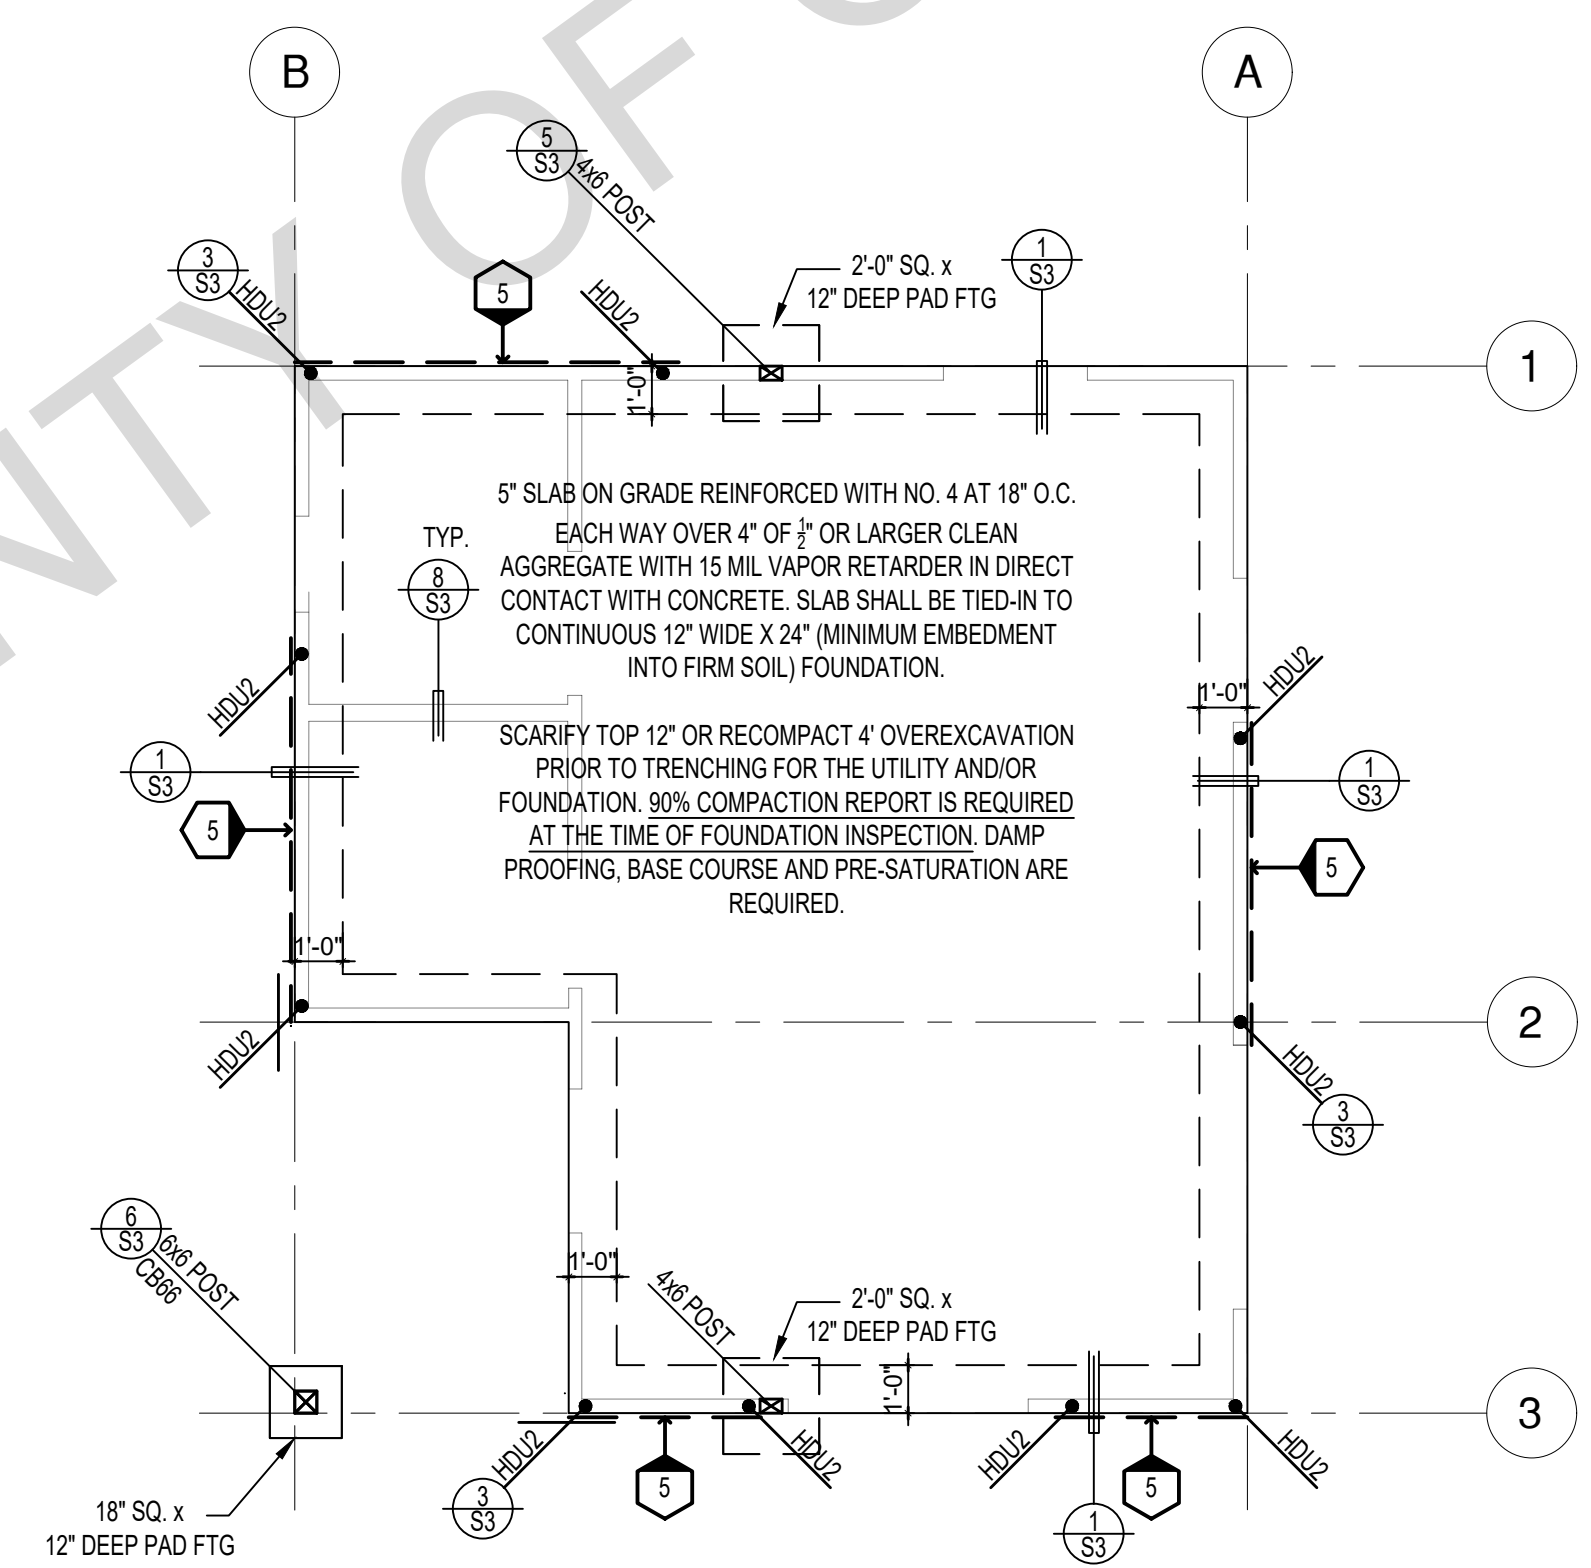 NTY OF
B
A
5
S3
4x6 POST
3
S3
HDU2
5
HDU2
2'-0" SQ. x
12" DEEP PAD FTG
1
S3
1
1'-0"
5" SLAB ON GRADE REINFORCED WITH NO. 4 AT 18" O.C.
EACH WAY OVER 4" OF 1/2" OR LARGER CLEAN
AGGREGATE WITH 15 MIL VAPOR RETARDER IN DIRECT
CONTACT WITH CONCRETE. SLAB SHALL BE TIED-IN TO
CONTINUOUS 12" WIDE X 24" (MINIMUM EMBEDMENT
INTO FIRM SOIL) FOUNDATION.
TYP.
8
S3
HDU2
1'-0"
HDU2
SCARIFY TOP 12" OR RECOMPACT 4' OVEREXCAVATION
PRIOR TO TRENCHING FOR THE UTILITY AND/OR
FOUNDATION. 90% COMPACTION REPORT IS REQUIRED
AT THE TIME OF FOUNDATION INSPECTION. DAMP
PROOFING, BASE COURSE AND PRE-SATURATION ARE
REQUIRED.
1
S3
5
1
S3
5
1'-0"
HDU2
2
HDU2
3
S3
6
S3
6x6 POST
CB66
1'-0"
4x6 POST
2'-0" SQ. x
12" DEEP PAD FTG
1'-0"
3
HDU2
3
S3
5
HDU2
HDU2
1
S3
5
HDU2
18" SQ. x
12" DEEP PAD FTG